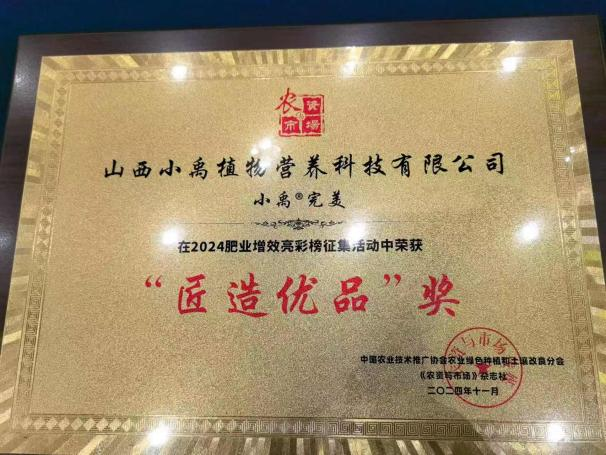 农资与市场
山西小禹植物营养科技有限公司
小禹®完美
在2024肥业增效亮彩榜征集活动中荣获
“匠造优品”奖
中国农业技术推广协会农业绿色种植和土壤改良分会
《农资与市场》杂志社
二〇二四年十一月